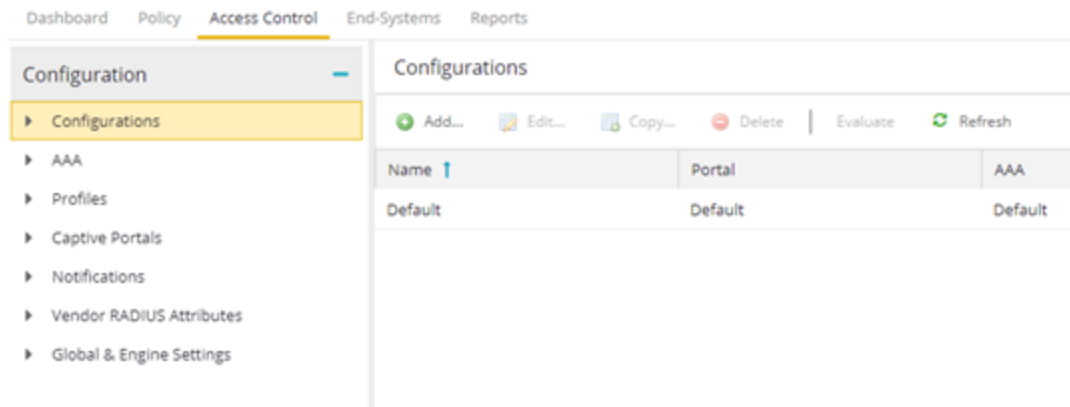 Dashboard Policy Access Control End-Systems Reports
Configuration
Configurations
AAA
Profiles
Captive Portals
Notifications
Vendor RADIUS Attributes
Global & Engine Settings
Configurations
Add... Edit... Copy... Delete Evaluate Refresh
Name Portal AAA
Default Default Default